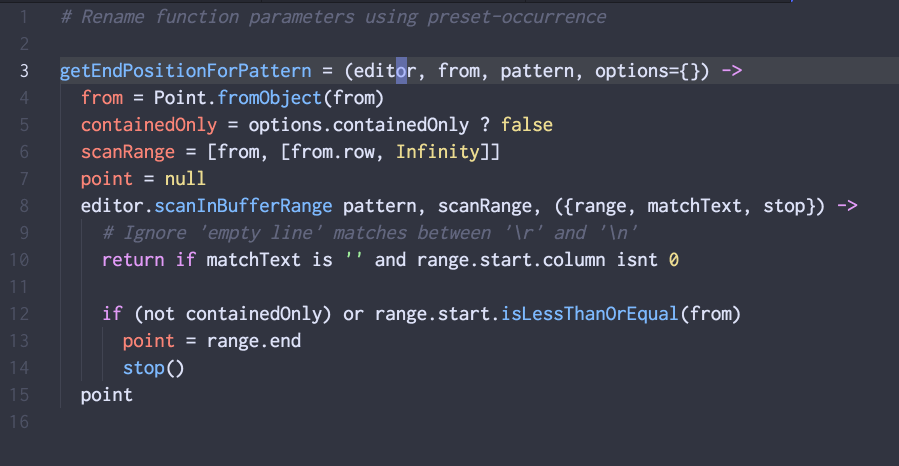 1 # Rename function parameters using preset-occurrence
2
3 getEndPositionForPattern = (editor, from, pattern, options={}) ->
4   from = Point.fromObject(from)
5   containedOnly = options.containedOnly ? false
6   scanRange = [from, [from.row, Infinity]]
7   point = null
8   editor.scanInBufferRange pattern, scanRange, ({range, matchText, stop}) ->
9     # Ignore 'empty line' matches between '\r' and '\n'
10     return if matchText is '' and range.start.column isnt 0
11
12     if (not containedOnly) or range.start.isLessThanOrEqual(from)
13       point = range.end
14       stop()
15   point
16